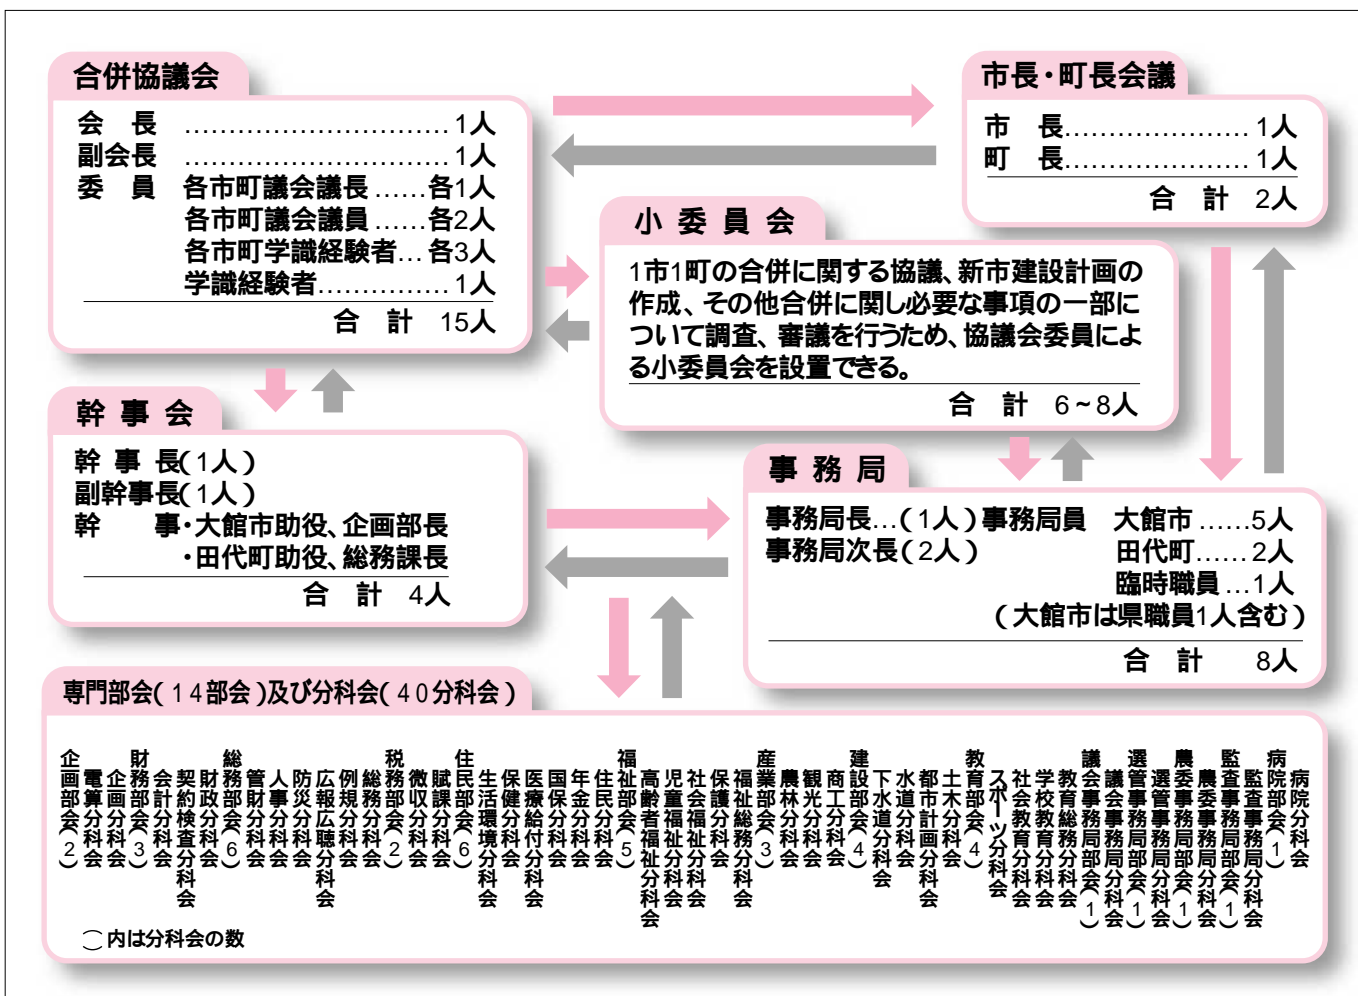 合併協議会
会 長 ………………………… 1人
副会長 ………………………… 1人
委 員 各市町議会議長 ……各1人
各市町議会議員 ……各2人
各市町学識経験者… 各3人
学識経験者…………… 1人
合 計 15人
市長・町長会議
市 長………………… 1人
町 長………………… 1人
合 計 2人
小 委 員 会
1市1町の合併に関する協議、新市建設計画の
作成、その他合併に関し必要な事項の一部に
ついて調査、審議を行うため、協議会委員によ
る小委員会を設置できる。
合 計 6~8人
幹 事 会
幹 事 長(1人)
副幹事長(1人)
幹 事・大館市助役、企画部長
・田代町助役、総務課長
合 計 4人
事 務 局
事務局長…(1人)事務局員 大館市 ……5人
事務局次長(2人) 田代町……2人
臨時職員 …1人
(大館市は県職員1人含む)
合 計 8人
専門部会(14部会)及び分科会(40分科会)
企画部会(2)
電算分科会
企画分科会
財務部会(3)
会計分科会
契約検査分科会
財政分科会
総務部会(6)
管財分科会
人事分科会
防災分科会
広報広聴分科会
例規分科会
総務分科会
税務部会(2)
徴収分科会
賦課分科会
住民部会(6)
生活環境分科会
保健分科会
医療給付分科会
国保分科会
年金分科会
住民分科会
福祉部会(5)
高齢者福祉分科会
児童福祉分科会
社会福祉分科会
保護分科会
福祉総務分科会
産業部会(3)
農林分科会
観光分科会
商工分科会
建設部会(4)
下水道分科会
水道分科会
都市計画分科会
土木分科会
教育部会(4)
スポーツ分科会
社会教育分科会
学校教育分科会
教育総務分科会
議会事務局部会(1)
議会事務局分科会
選管事務局部会(1)
選管事務局分科会
農委事務局部会(1)
農委事務局分科会
監査事務局部会(1)
監査事務局分科会
病院部会(1)
病院分科会
()内は分科会の数